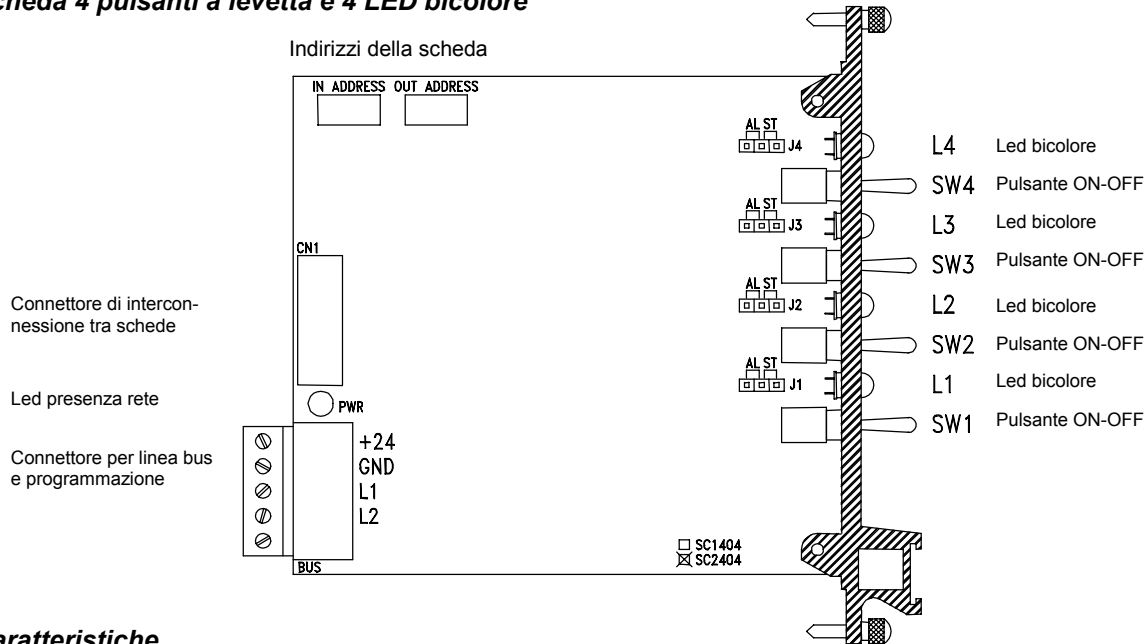 cheda 4 pulsanti a levetta e 4 LED bicolore
Indirizzi della scheda
IN ADDRESS OUT ADDRESS
AL ST
J4
L4 Led bicolore
SW4 Pulsante ON-OFF
AL ST
J3
L3 Led bicolore
SW3 Pulsante ON-OFF
AL ST
J2
L2 Led bicolore
SW2 Pulsante ON-OFF
AL ST
J1
L1 Led bicolore
SW1 Pulsante ON-OFF
CN1
Connettore di intercon-
nessione tra schede
Led presenza rete
PWR
Connettore per linea bus
e programmazione
+24
GND
L1
L2
BUS
SC1404
SC2404
aratteristiche